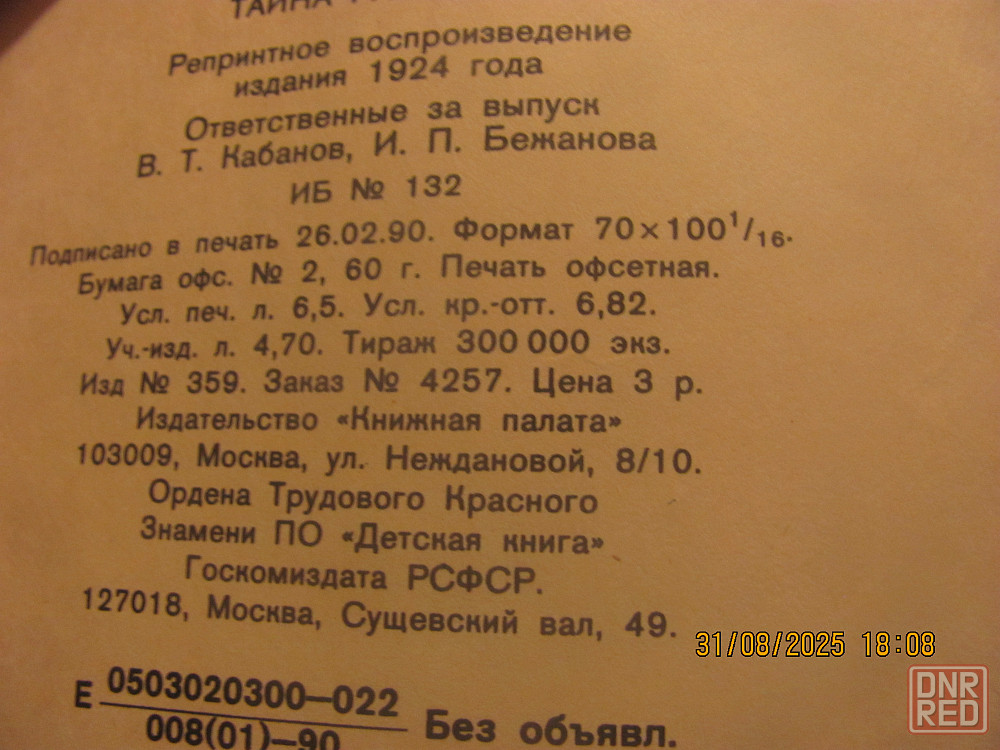 ТАЙНА
Репринтное воспроизведение
издания 1924 года
Ответственные за выпуск
В. Т. Кабанов, И. П. Бежанова
ИБ № 132
Подписано в печать 26.02.90. Формат 70×100¹/₁₆.
Бумага офс. № 2, 60 г. Печать офсетная.
Усл. печ. л. 6,5. Усл. кр.-отт. 6,82.
Уч.-изд. л. 4,70. Тираж 300 000 экз.
Изд № 359. Заказ № 4257. Цена 3 р.
Издательство «Книжная палата»
103009, Москва, ул. Неждановой, 8/10.
Ордена Трудового Красного
Знамени ПО «Детская книга»
Госкомиздата РСФСР.
127018, Москва, Сущевский вал, 49.
31/08/2025 18:08
Е 0503020300—022
008(01)—90 Без объявл.
DNR
RED